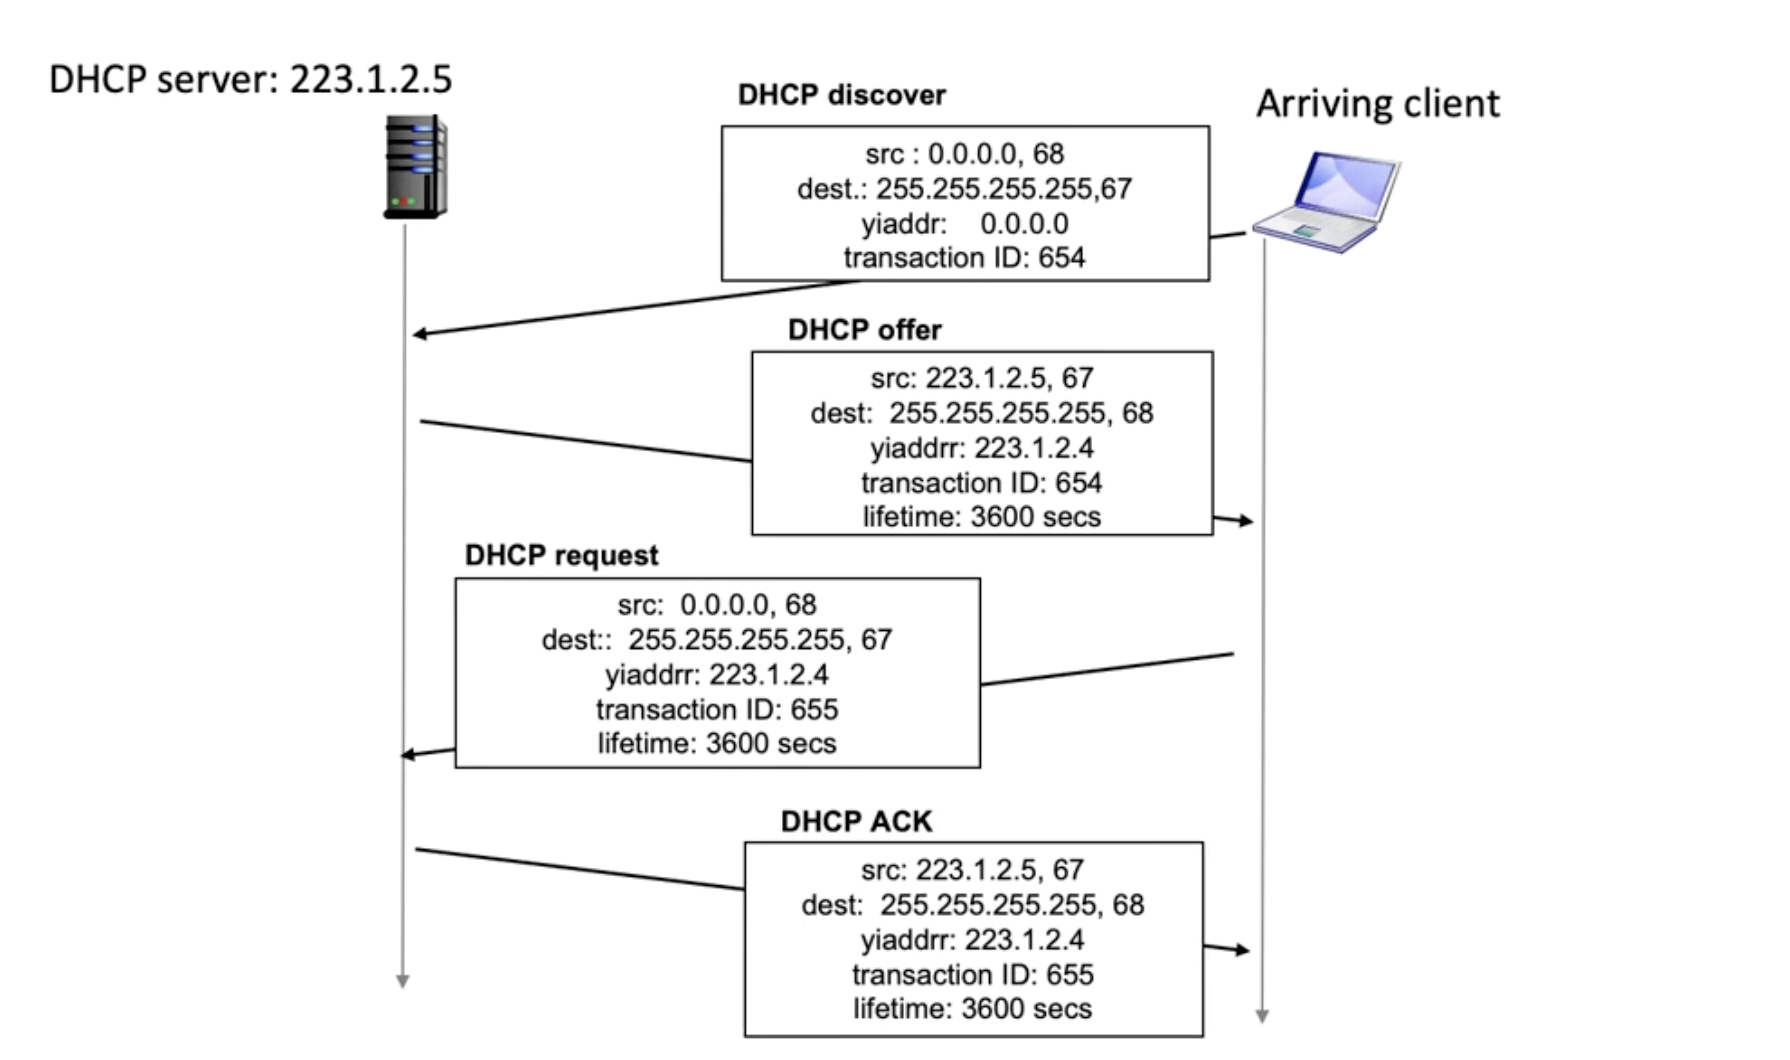 DHCP server: 223.1.2.5
Arriving client
DHCP discover
src : 0.0.0.0, 68
dest.: 255.255.255.255,67
yiaddr: 0.0.0.0
transaction ID: 654
DHCP offer
src: 223.1.2.5, 67
dest: 255.255.255.255, 68
yiaddrr: 223.1.2.4
transaction ID: 654
lifetime: 3600 secs
DHCP request
src: 0.0.0.0, 68
dest:: 255.255.255.255, 67
yiaddrr: 223.1.2.4
transaction ID: 655
lifetime: 3600 secs
DHCP ACK
src: 223.1.2.5, 67
dest: 255.255.255.255, 68
yiaddrr: 223.1.2.4
transaction ID: 655
lifetime: 3600 secs